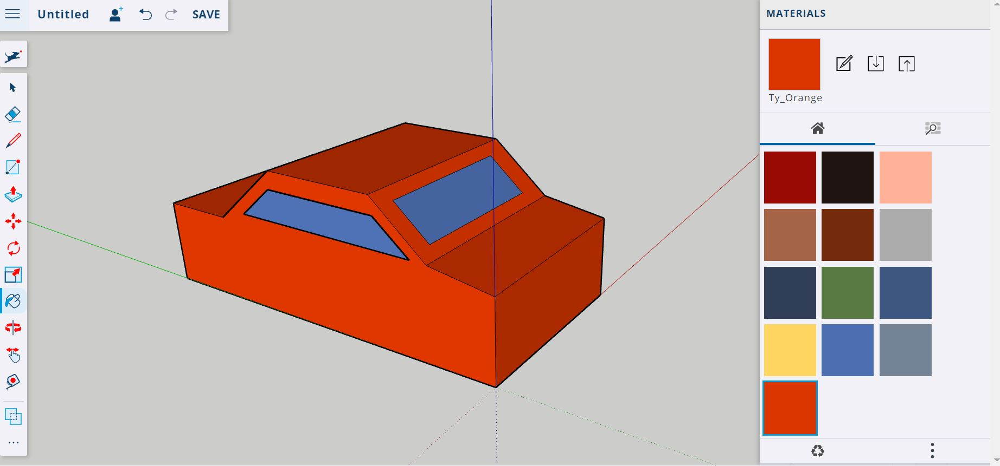 Untitled
SAVE
MATERIALS
Ty_Orange